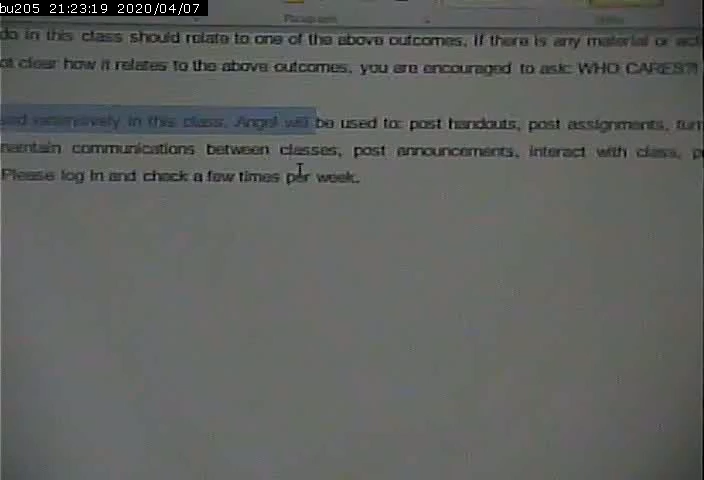 bu205 21:23:19 2020/04/07
Paragraph
do in this class should relate to one of the above outcomes. If there is any material or
ot clear how it relates to the above outcomes, you are encouraged to ask: WHO CARES?!
sed extensively in this class. Angel will be used to: post handouts, post assignments, turn
maintain communications between classes, post announcements, interact with class, p
Please log in and check a few times per week.